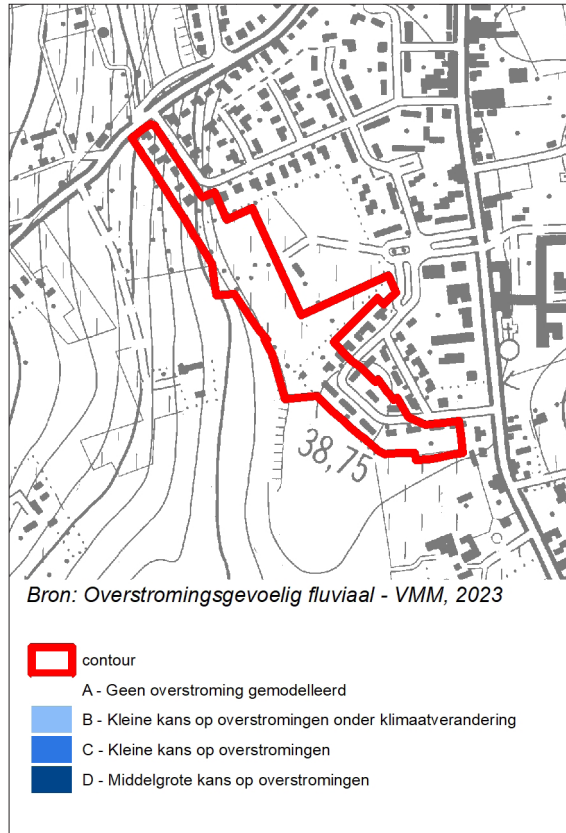 38,75
Bron: Overstromingsgevoelig fluviaal - VMM, 2023
contour
A - Geen overstroming gemodelleerd
B - Kleine kans op overstromingen onder klimaatverandering
C - Kleine kans op overstromingen
D - Middelgrote kans op overstromingen